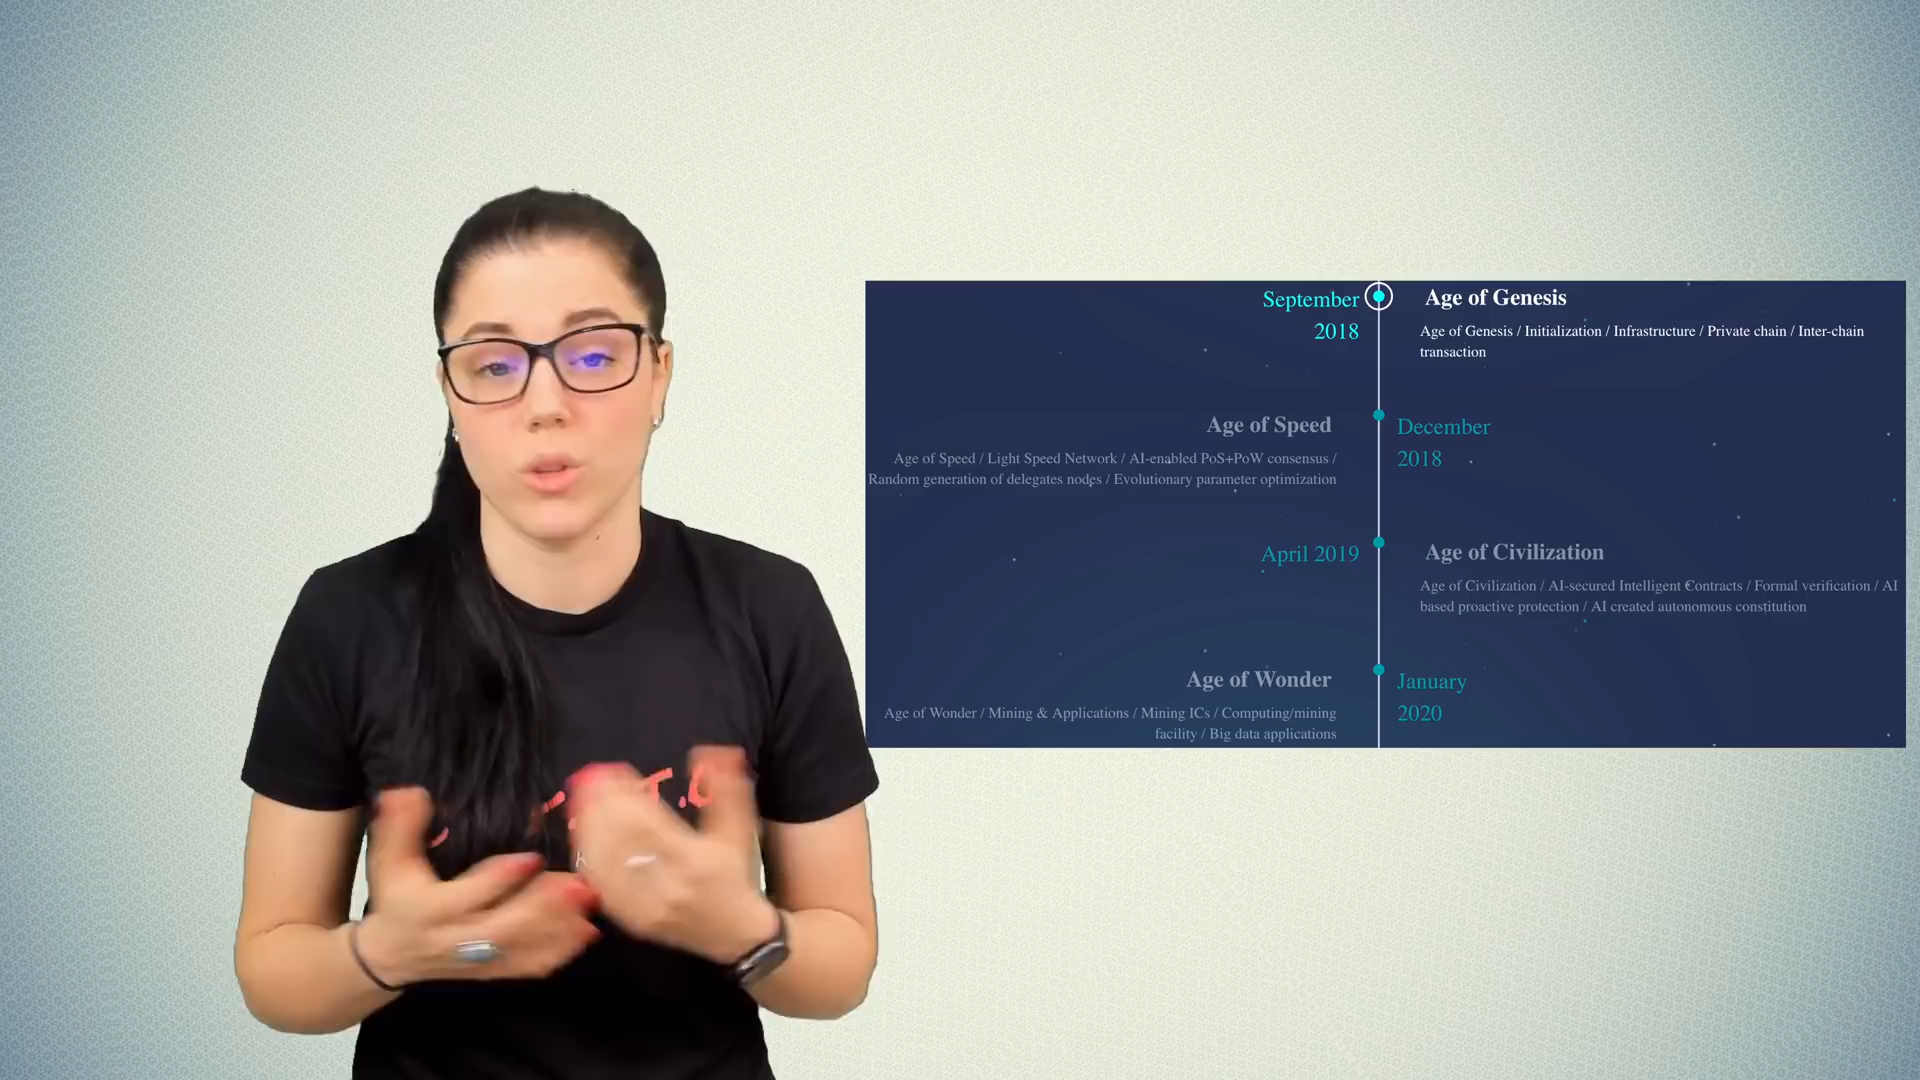 September
2018
Age of Genesis
Age of Genesis / Initialization / Infrastructure / Private chain / Inter-chain
transaction
Age of Speed
Age of Speed / Light Speed Network / AI-enabled PoS+PoW consensus /
Random generation of delegates nodes / Evolutionary parameter optimization
December
2018
April 2019
Age of Civilization
Age of Civilization / AI-secured Intelligent Contracts / Formal verification / AI
based proactive protection / AI created autonomous constitution
Age of Wonder
Age of Wonder / Mining & Applications / Mining ICs / Computing/mining
facility / Big data applications
January
2020